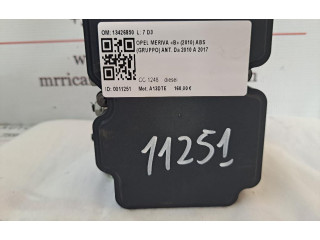 OM: 13426850 L: 7 D3
OPEL MERIVA «B» (2010) ABS
(GRUPPO) ANT. Da 2010 A 2017
CC 1248 diesel
ID: 0011251 Mot. A13DTE 168.00 K
11251